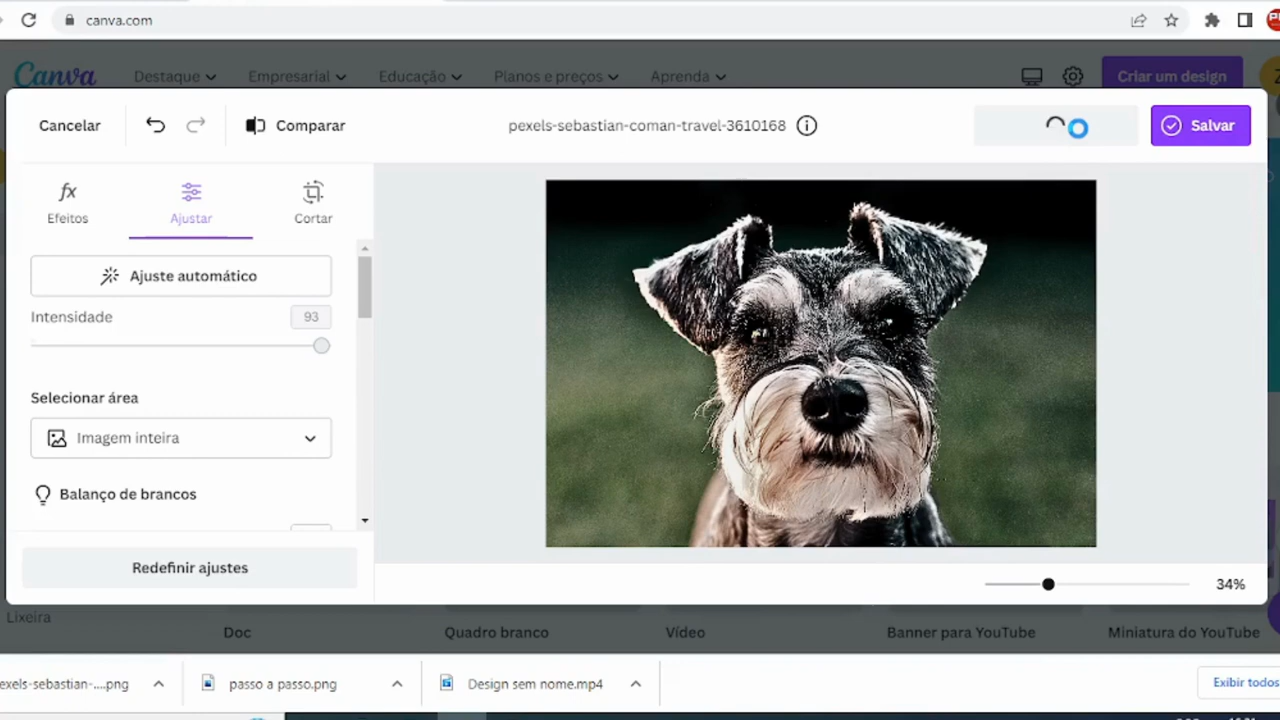 canva.com
Canva
Destaque
Empresarial
Educação
Planos e preços
Aprenda
Criar um design
Cancelar
Comparar
pexels-sebastian-coman-travel-3610168
Salvar
Efeitos
Ajustar
Cortar
Ajuste automático
Intensidade
93
Selecionar área
Imagem inteira
Balanço de brancos
Redefinir ajustes
34%
Lixeira
Doc
Quadro branco
Vídeo
Banner para YouTube
Miniatura do YouTube
exels-sebastian-....png
passo a passo.png
Design sem nome.mp4
Exibir todos